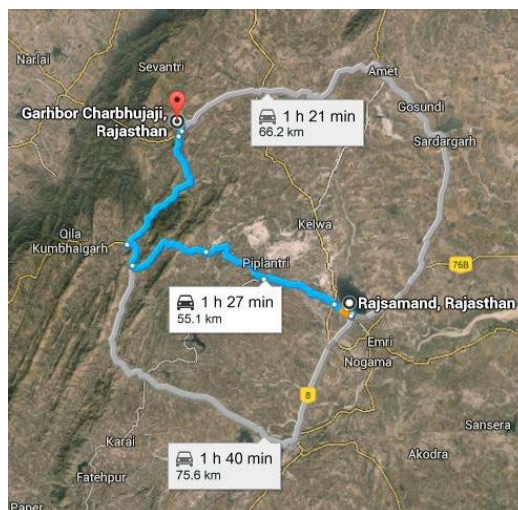 Narlai
Sevantri
Amet
Garhbor Charbhujaji,
Rajasthan
1 h 21 min
66.2 km
Gosundi
Sardargarh
Kelwa
Qila
Kumbhalgarh
Piplantri
76B
1 h 27 min
55.1 km
Rajsamand, Rajasthan
Emri
Nogama
8
Karai
1 h 40 min
75.6 km
Sansera
Akodra
Fatehpur
Paner